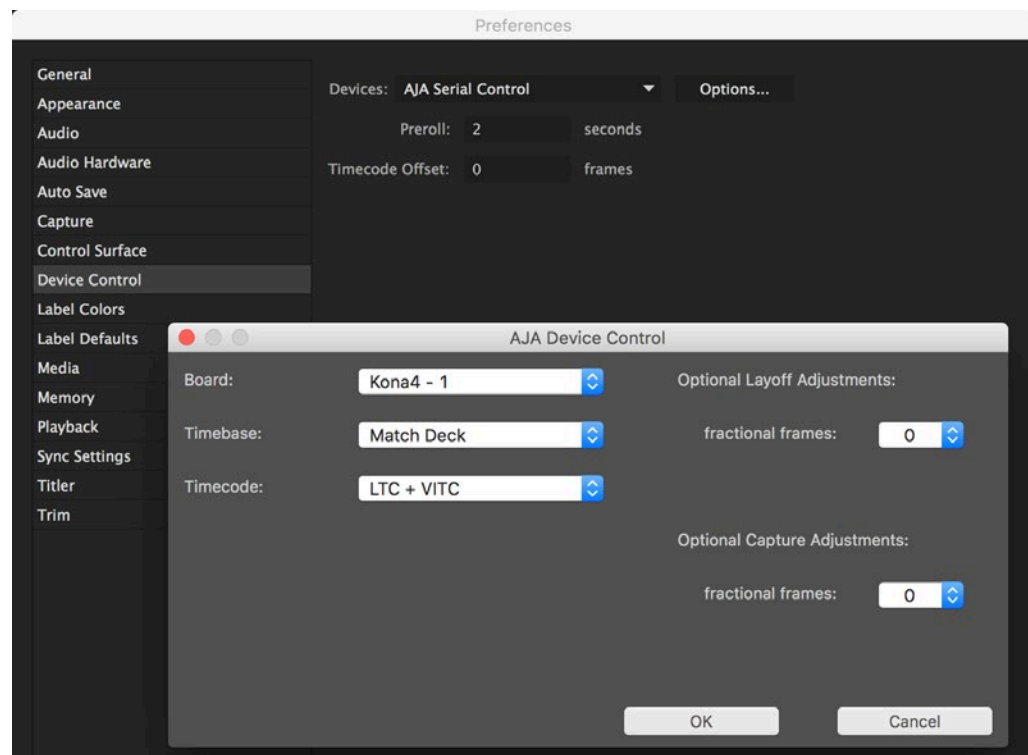 Preferences
General
Appearance
Audio
Audio Hardware
Auto Save
Capture
Control Surface
Device Control
Label Colors
Label Defaults
Media
Memory
Playback
Sync Settings
Titler
Trim
Devices: AJA Serial Control Options...
Preroll: 2 seconds
Timecode Offset: 0 frames
AJA Device Control
Board: Kona4 - 1
Timebase: Match Deck
Timecode: LTC + VITC
Optional Layoff Adjustments:
fractional frames: 0
Optional Capture Adjustments:
fractional frames: 0
OK Cancel